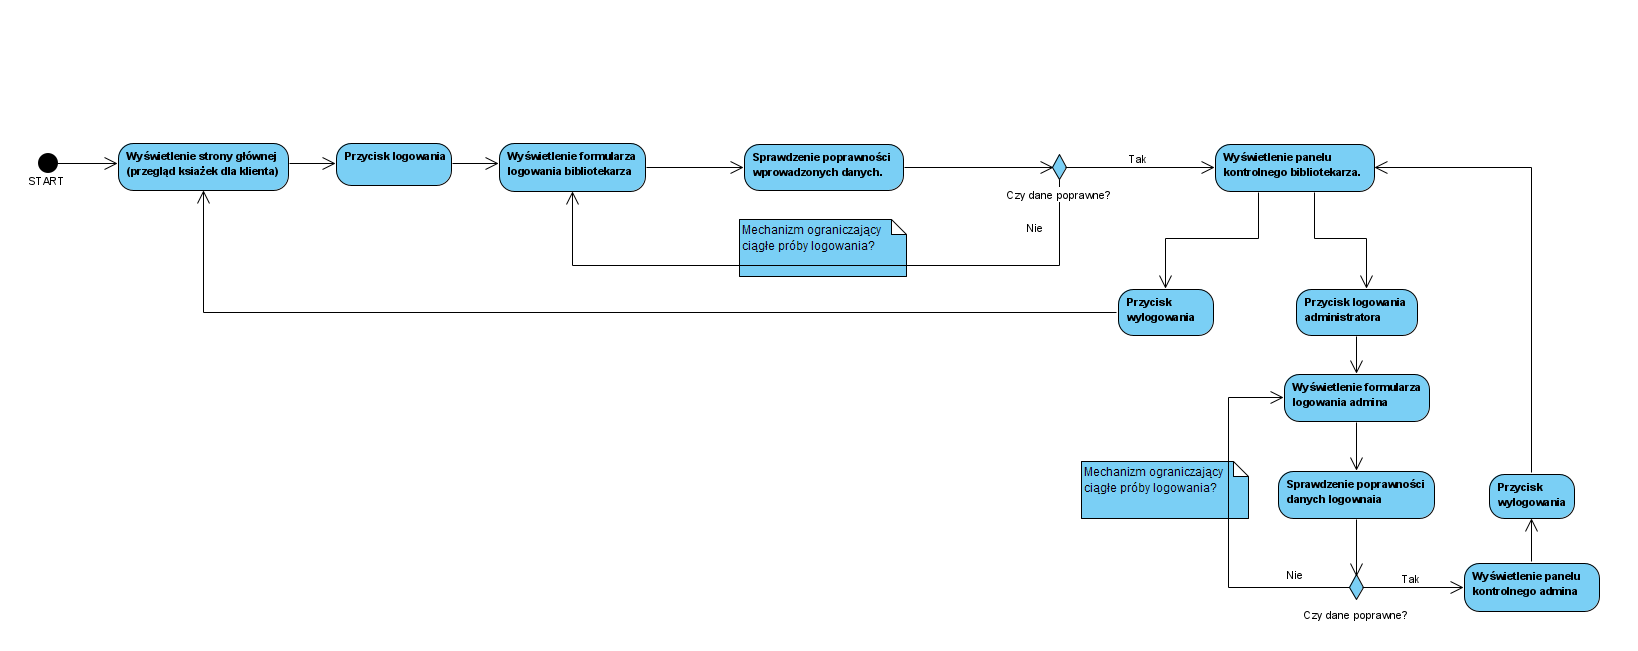 START
Wyświetlenie strony głównej
(przegląd książek dla klienta)
Przycisk logowania
Wyświetlenie formularza
logowania bibliotekarza
Sprawdzenie poprawności
wprowadzonych danych.
Czy dane poprawne?
Tak
Nie
Mechanizm ograniczający
ciągłe próby logowania?
Wyświetlenie panelu
kontrolnego bibliotekarza.
Przycisk
wylogowania
Przycisk logowania
administratora
Wyświetlenie formularza
logowania admina
Mechanizm ograniczający
ciągłe próby logowania?
Sprawdzenie poprawności
danych logownaia
Nie
Tak
Czy dane poprawne?
Przycisk
wylogowania
Wyświetlenie panelu
kontrolnego admina